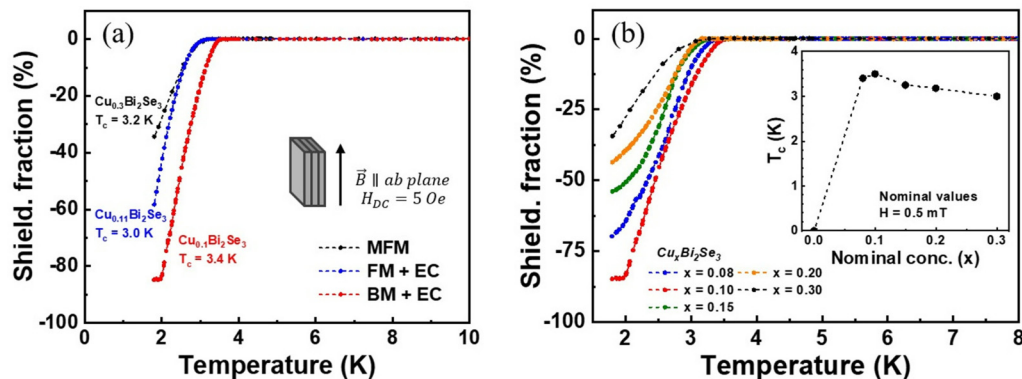 (a)
0
-20
-40
-60
-80
-100
Shield. fraction (%)
Cu0.3Bi2Se3
Tc = 3.2 K
Cu0.11Bi2Se3
Tc = 3.0 K
Cu0.1Bi2Se3
Tc = 3.4 K
B⃗ ∥ ab plane
HDC = 5 Oe
MFM
FM + EC
BM + EC
0 2 4 6 8 10
Temperature (K)
(b)
0
-25
-50
-75
-100
Shield. fraction (%)
CuxBi2Se3
x = 0.08 x = 0.20
x = 0.10 x = 0.30
x = 0.15
4
3
2
1
0
Tc (K)
Nominal values
H = 0.5 mT
0.0 0.1 0.2 0.3
Nominal conc. (x)
2 3 4 5 6 7 8
Temperature (K)